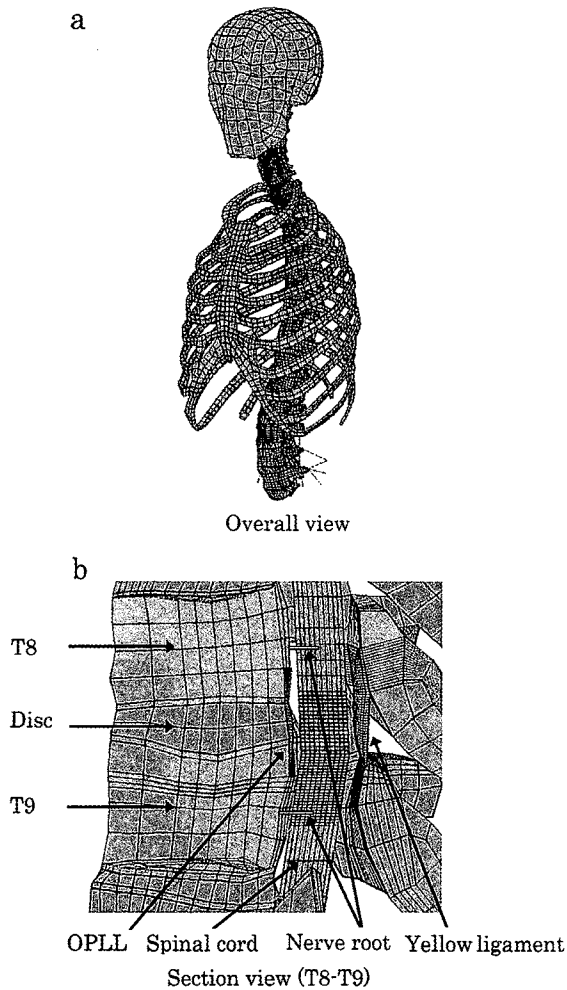 a
Overall view
b
T8
Disc
T9
OPLL Spinal cord Nerve root Yellow ligament
Section view (T8-T9)